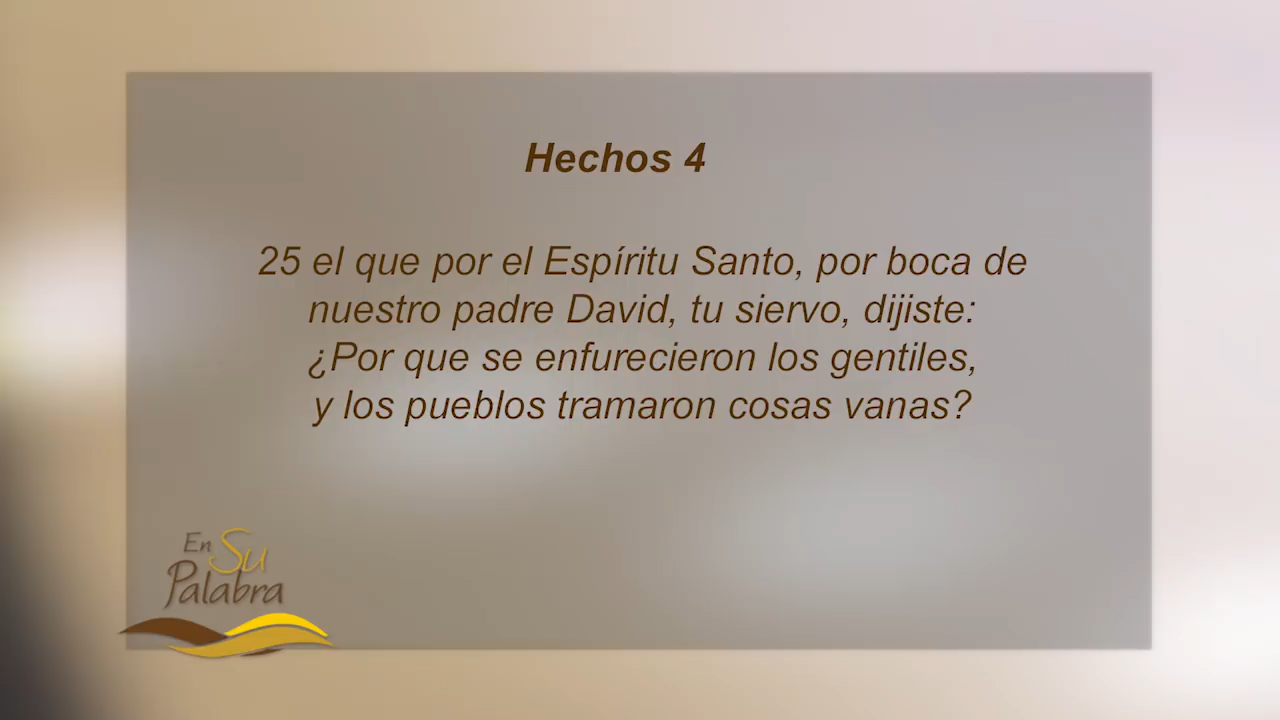 Hechos 4
25 el que por el Espíritu Santo, por boca de
nuestro padre David, tu siervo, dijiste:
¿Por que se enfurecieron los gentiles,
y los pueblos tramaron cosas vanas?
En Su
Palabra